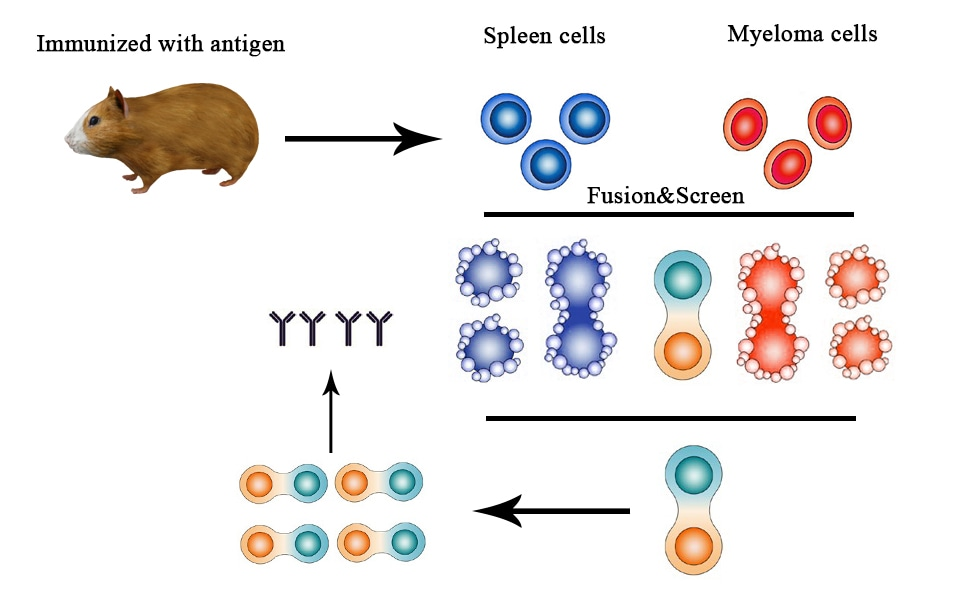 Immunized with antigen
Spleen cells
Myeloma cells
Fusion&Screen